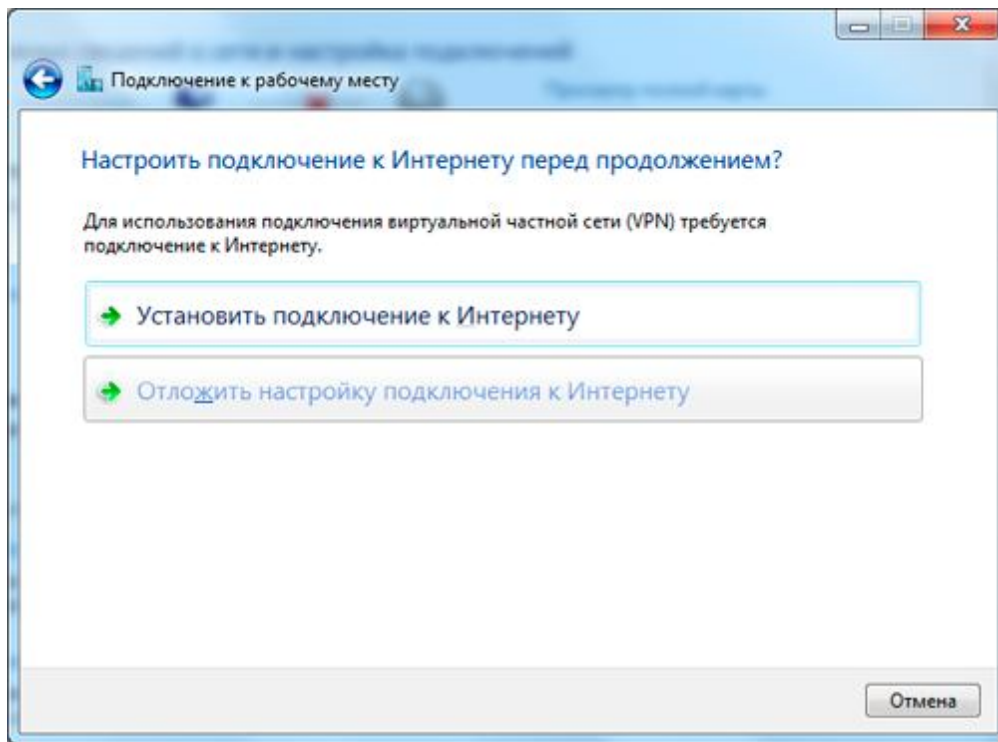 Подключение к рабочему месту
Настроить подключение к Интернету перед продолжением?
Для использования подключения виртуальной частной сети (VPN) требуется
подключение к Интернету.
Установить подключение к Интернету
Отложить настройку подключения к Интернету
Отмена